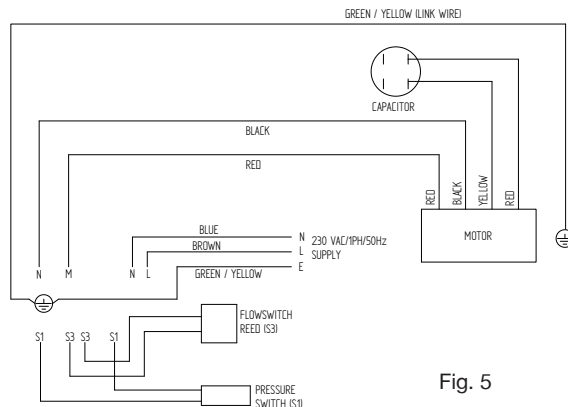 GREEN / YELLOW (LINK WIRE)
CAPACITOR
BLACK
RED
RED
BLACK
YELLOW
RED
MOTOR
BLUE
BROWN
GREEN / YELLOW
N
L
E
230 VAC/1PH/50Hz
SUPPLY
N M N L
S1 S3 S3 S1
FLOWSWITCH
REED (S3)
PRESSURE
SWITCH (S1)
Fig. 5